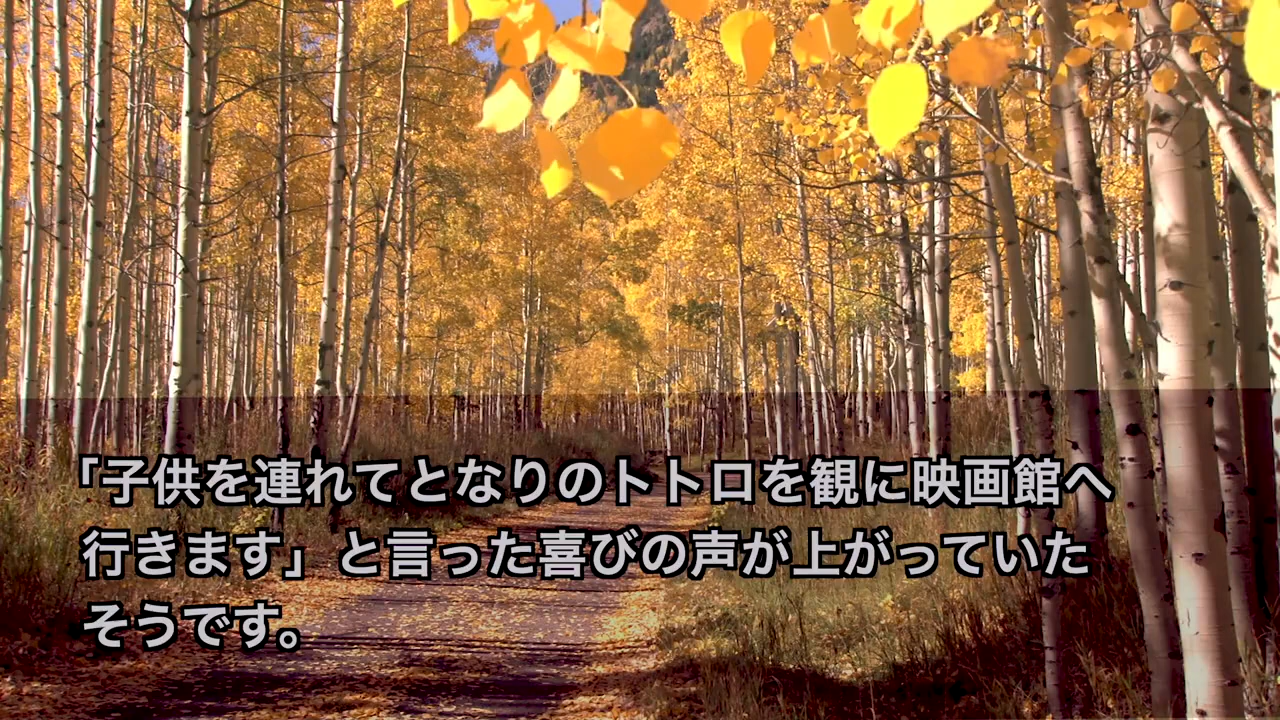 「子供を連れてとなりのトトロを観に映画館へ
行きます」と言った喜びの声が上がっていた
そうです。